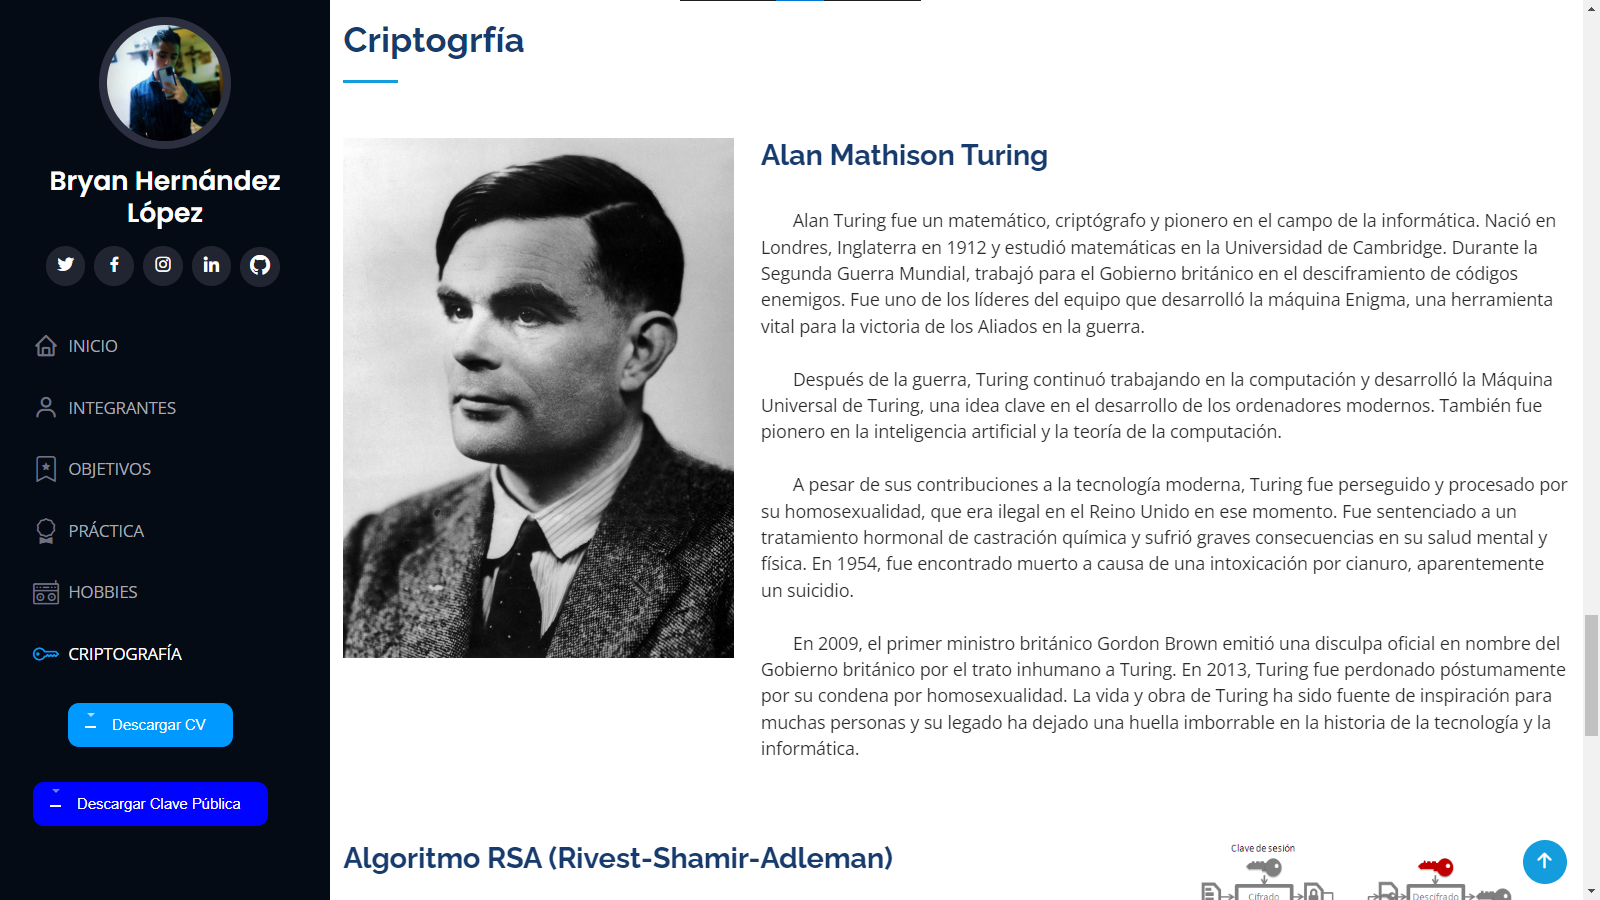 Bryan Hernández
López
INICIO
INTEGRANTES
OBJETIVOS
PRÁCTICA
HOBBIES
CRIPTOGRAFÍA
Descargar CV
Descargar Clave Pública
Criptogrfía
Alan Mathison Turing
Alan Turing fue un matemático, criptógrafo y pionero en el campo de la informática. Nació en
Londres, Inglaterra en 1912 y estudió matemáticas en la Universidad de Cambridge. Durante la
Segunda Guerra Mundial, trabajó para el Gobierno británico en el desciframiento de códigos
enemigos. Fue uno de los líderes del equipo que desarrolló la máquina Enigma, una herramienta
vital para la victoria de los Aliados en la guerra.
Después de la guerra, Turing continuó trabajando en la computación y desarrolló la Máquina
Universal de Turing, una idea clave en el desarrollo de los ordenadores modernos. También fue
pionero en la inteligencia artificial y la teoría de la computación.
A pesar de sus contribuciones a la tecnología moderna, Turing fue perseguido y procesado por
su homosexualidad, que era ilegal en el Reino Unido en ese momento. Fue sentenciado a un
tratamiento hormonal de castración química y sufrió graves consecuencias en su salud mental y
física. En 1954, fue encontrado muerto a causa de una intoxicación por cianuro, aparentemente
un suicidio.
En 2009, el primer ministro británico Gordon Brown emitió una disculpa oficial en nombre del
Gobierno británico por el trato inhumano a Turing. En 2013, Turing fue perdonado póstumamente
por su condena por homosexualidad. La vida y obra de Turing ha sido fuente de inspiración para
muchas personas y su legado ha dejado una huella imborrable en la historia de la tecnología y la
informática.
Algoritmo RSA (Rivest-Shamir-Adleman)
Clave de sesión
Cifrado
Descifrado